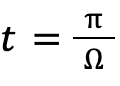 t = π/Ω